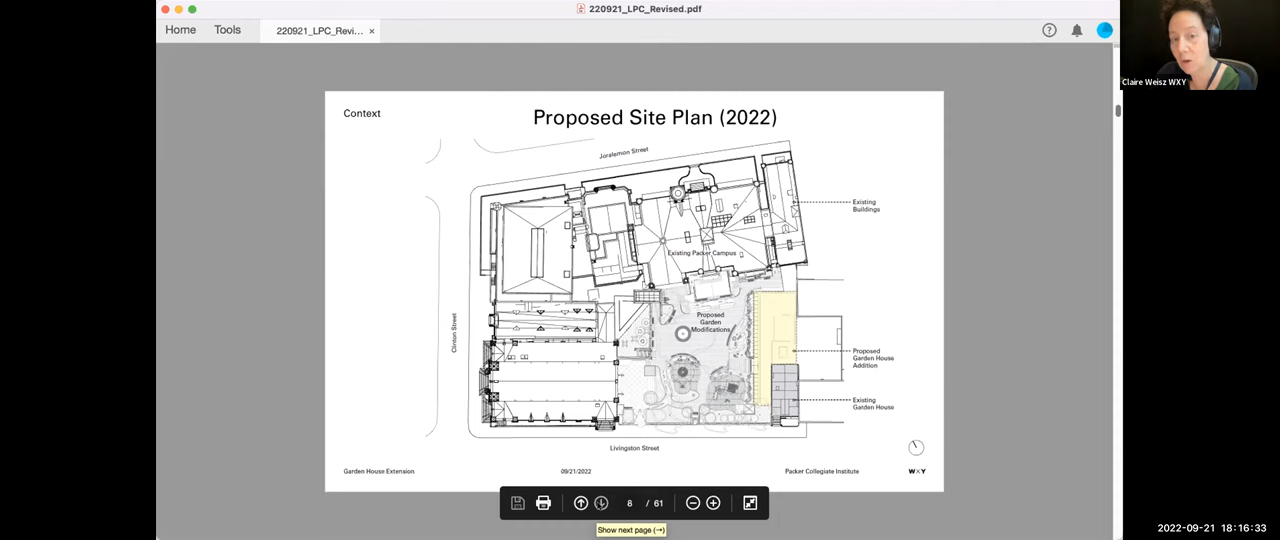 220921_LPC_Revised.pdf
Home
Tools
220921_LPC_Revi... ×
?
Claire Weisz WXY
Context
Proposed Site Plan (2022)
Joralemon Street
Existing
Buildings
Existing Packer Campus
Proposed
Garden
Modifications
Clinton Street
Proposed
Garden House
Addition
Existing
Garden House
Livingston Street
Garden House Extension
09/21/2022
Packer Collegiate Institute
WXY
8 / 61
Show next page (→)
2022-09-21 18:16:33